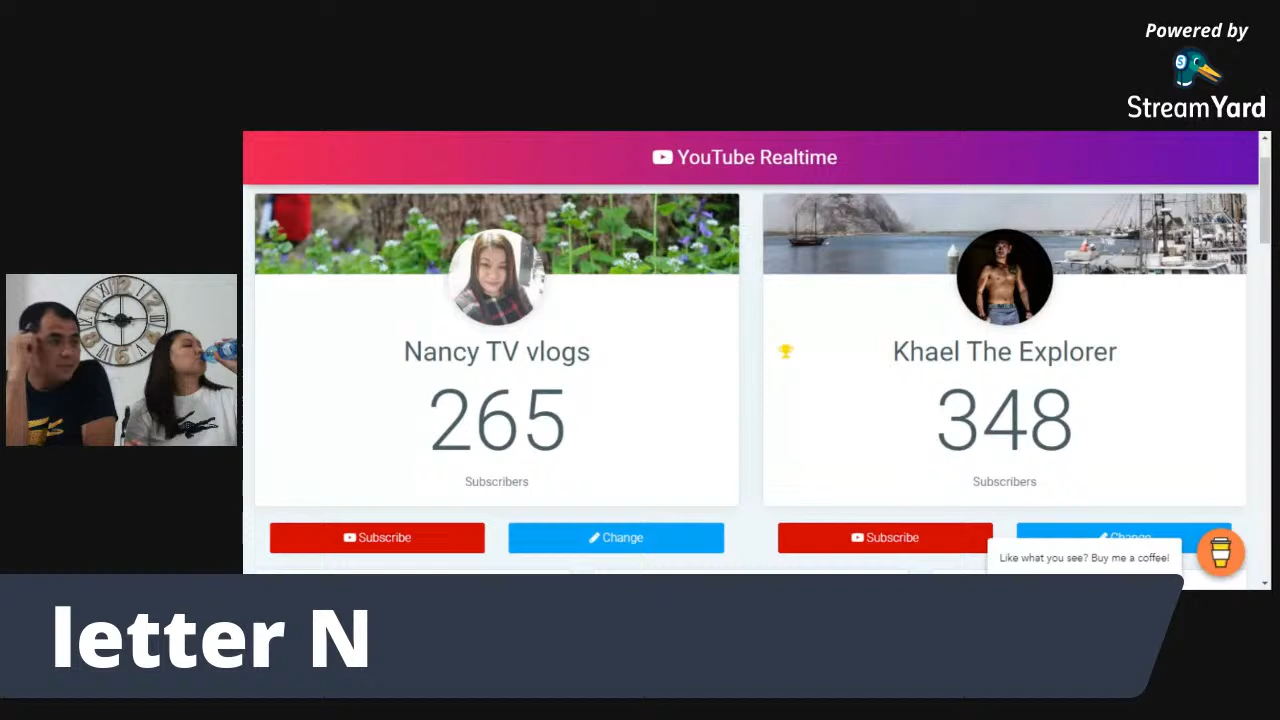 Powered by
StreamYard
YouTube Realtime
Nancy TV vlogs
265
Subscribers
Subscribe
Change
Khael The Explorer
348
Subscribers
Subscribe
Change
Like what you see? Buy me a coffee!
letter N